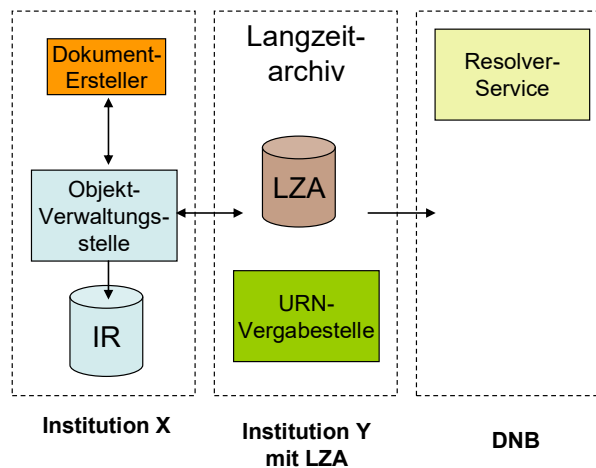 Dokument-
Ersteller
Objekt-
Verwaltungs-
stelle
IR
Institution X
Langzeit-
archiv
LZA
URN-
Vergabestelle
Institution Y
mit LZA
Resolver-
Service
DNB